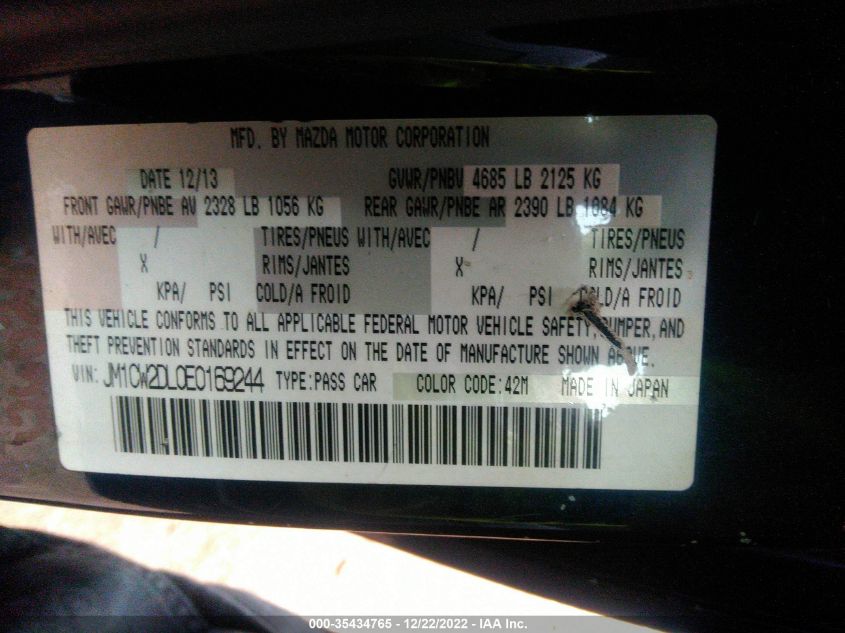 MFD. BY MAZDA MOTOR CORPORATION
DATE 12/13 GVWR/PNBV 4685 LB 2125 KG
FRONT GAWR/PNBE AV 2328 LB 1056 KG REAR GAWR/PNBE AR 2390 LB 1084 KG
WITH/AVEC / TIRES/PNEUS WITH/AVEC / TIRES/PNEUS
X RIMS/JANTES X RIMS/JANTES
KPA/ PSI COLD/A FROID KPA/ PSI COLD/A FROID
THIS VEHICLE CONFORMS TO ALL APPLICABLE FEDERAL MOTOR VEHICLE SAFETY, BUMPER, AND
THEFT PREVENTION STANDARDS IN EFFECT ON THE DATE OF MANUFACTURE SHOWN ABOVE.
VIN: JM1CW2DL0E0169244 TYPE:PASS CAR COLOR CODE:42M MADE IN JAPAN
000-35434765 - 12/22/2022 - IAA Inc.